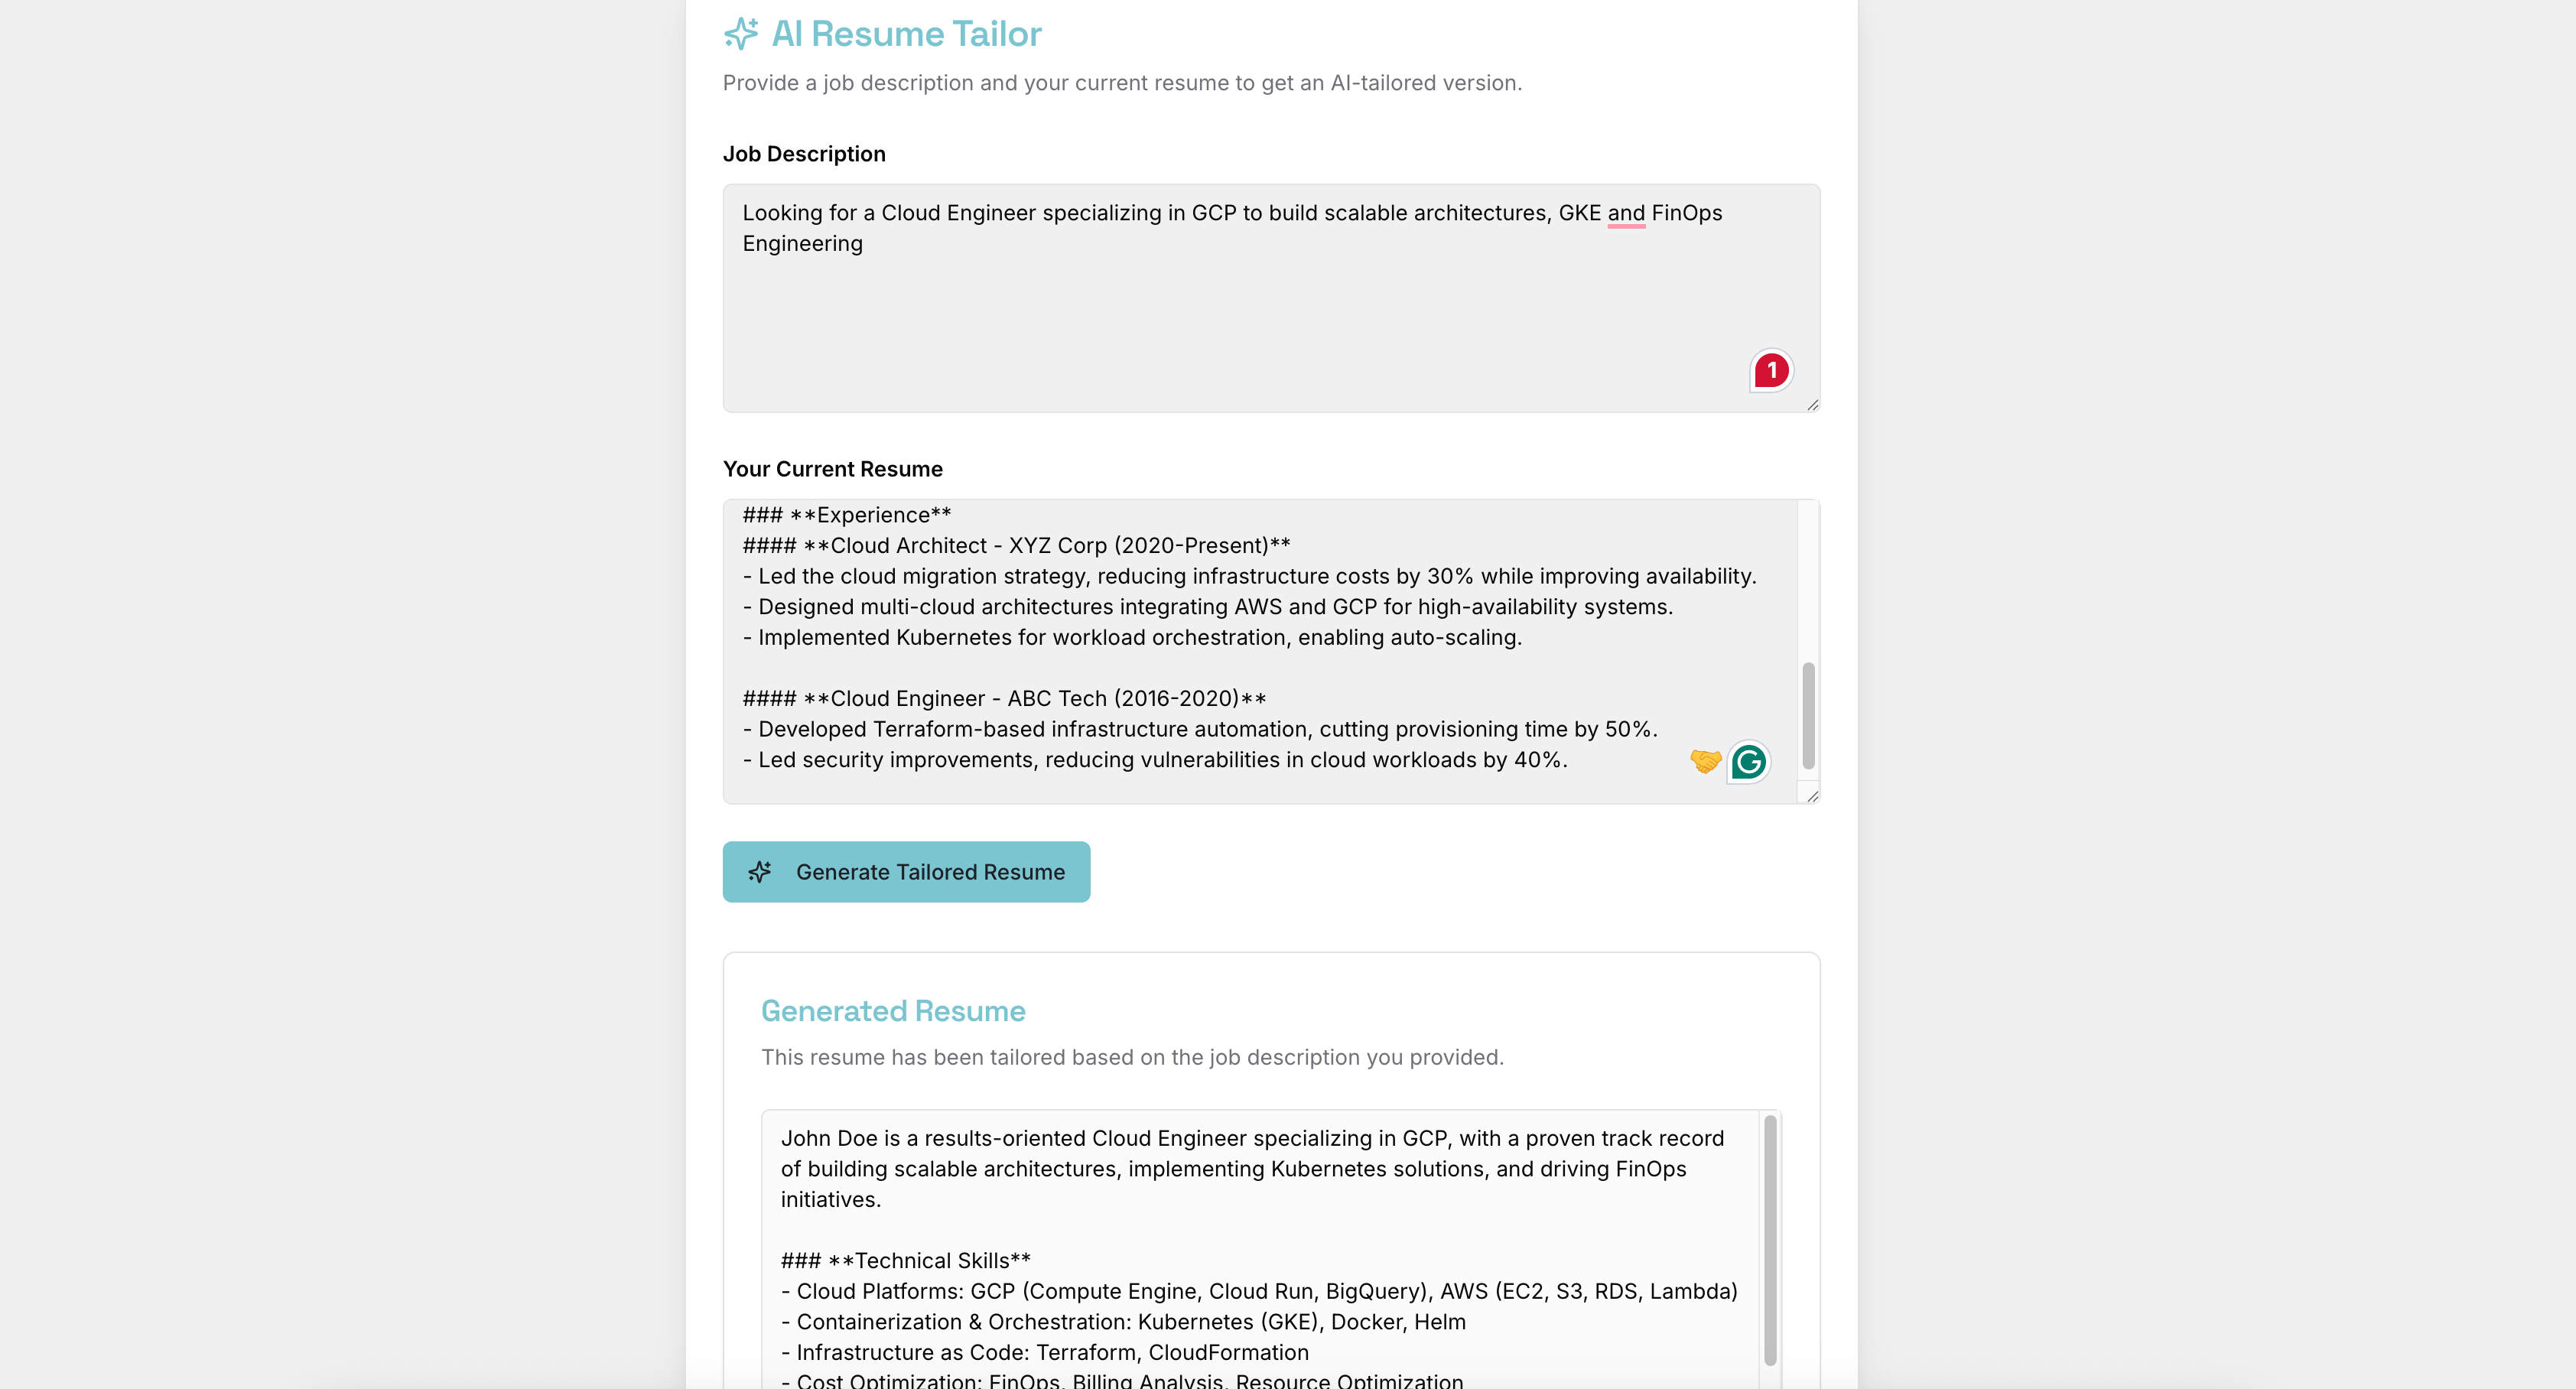 AI Resume Tailor
Provide a job description and your current resume to get an AI-tailored version.
Job Description
Looking for a Cloud Engineer specializing in GCP to build scalable architectures, GKE and FinOps
Engineering
1
Your Current Resume
### **Experience**
#### **Cloud Architect - XYZ Corp (2020-Present)**
- Led the cloud migration strategy, reducing infrastructure costs by 30% while improving availability.
- Designed multi-cloud architectures integrating AWS and GCP for high-availability systems.
- Implemented Kubernetes for workload orchestration, enabling auto-scaling.
#### **Cloud Engineer - ABC Tech (2016-2020)**
- Developed Terraform-based infrastructure automation, cutting provisioning time by 50%.
- Led security improvements, reducing vulnerabilities in cloud workloads by 40%.
G
Generate Tailored Resume
Generated Resume
This resume has been tailored based on the job description you provided.
John Doe is a results-oriented Cloud Engineer specializing in GCP, with a proven track record
of building scalable architectures, implementing Kubernetes solutions, and driving FinOps
initiatives.
### **Technical Skills**
- Cloud Platforms: GCP (Compute Engine, Cloud Run, BigQuery), AWS (EC2, S3, RDS, Lambda)
- Containerization & Orchestration: Kubernetes (GKE), Docker, Helm
- Infrastructure as Code: Terraform, CloudFormation
- Cost Optimization: FinOps, Billing Analysis, Resource Optimization